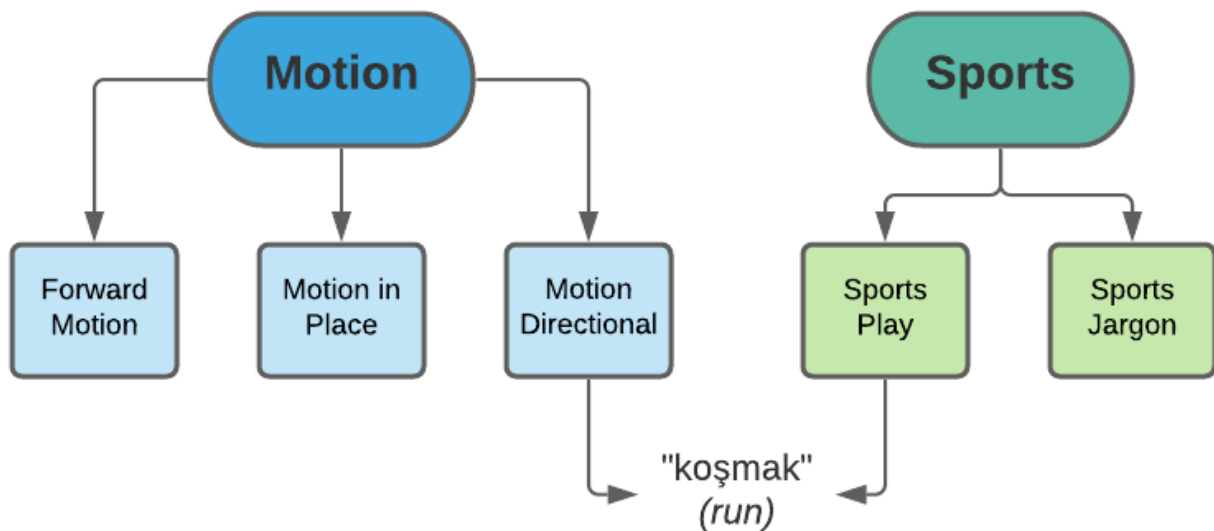 Motion
Sports
Forward
Motion
Motion in
Place
Motion
Directional
Sports
Play
Sports
Jargon
"koşmak"
(run)